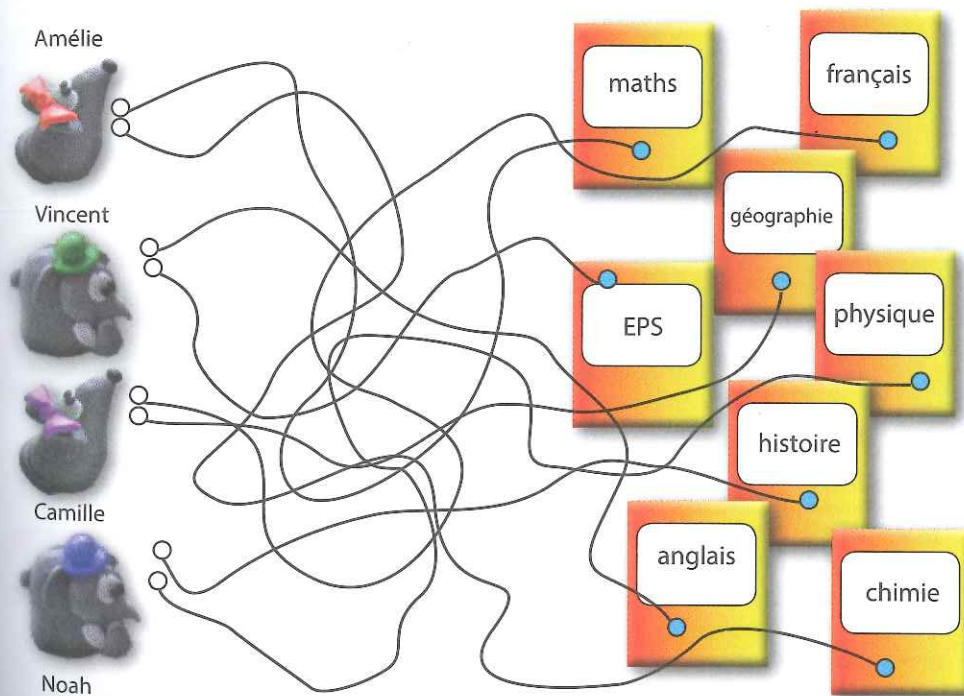 Amélie
Vincent
Camille
Noah
maths
français
géographie
EPS
physique
histoire
anglais
chimie